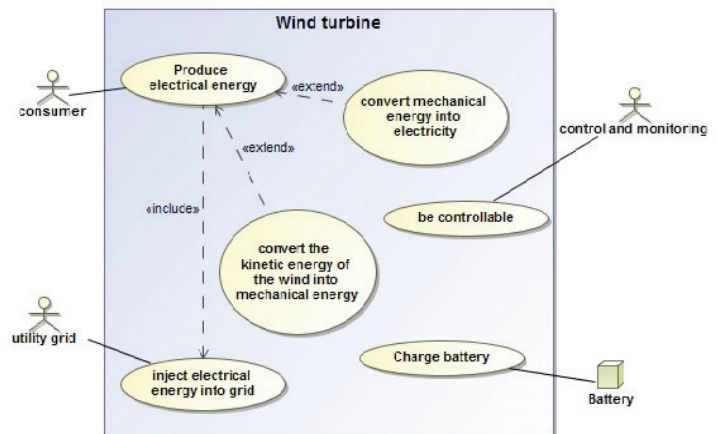 Wind turbine
Produce
electrical energy
consumer
«ex:end»
convert mechanical
energy into
electricity
control and monitoring
«extend»
«include»
be controllable
convert the
kinetic energy of
the wind into
mechanical energy
utility grid
inject electrical
energy into grid
Charge battery
Battery